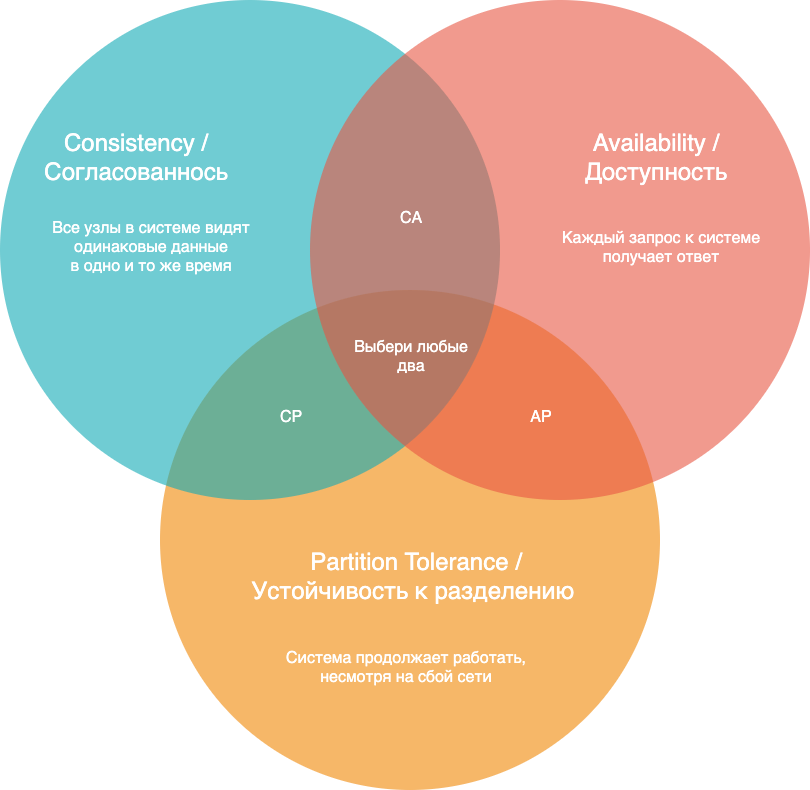 Consistency /
Согласованнось
Все узлы в системе видят
одинаковые данные
в одно и то же время
Availability /
Доступность
Каждый запрос к системе
получает ответ
CA
Выбери любые
два
CP
AP
Partition Tolerance /
Устойчивость к разделению
Система продолжает работать,
несмотря на сбой сети